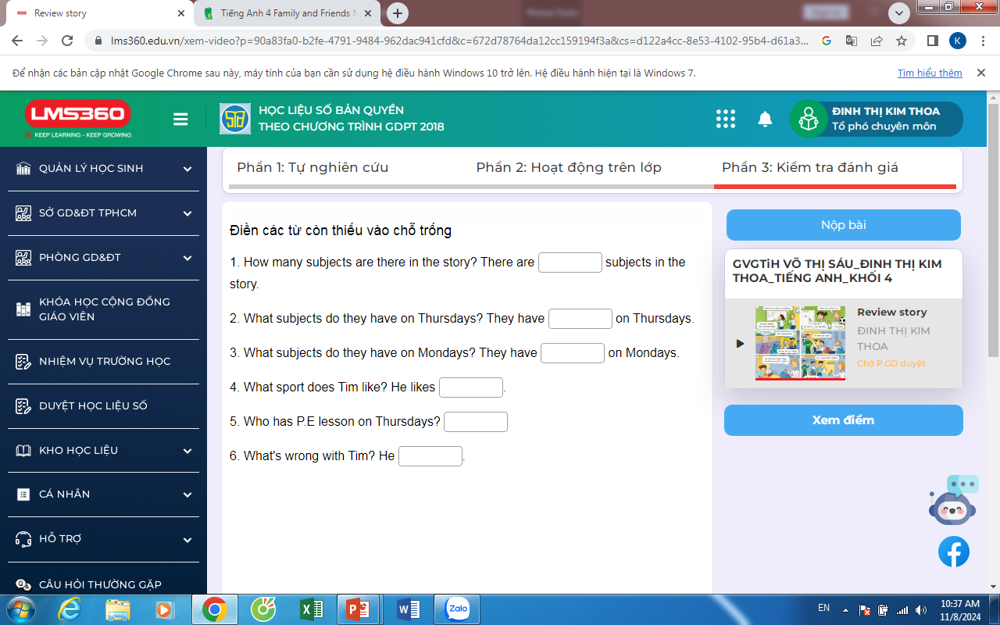 Review story
Tiếng Anh 4 Family and Friends N
lms360.edu.vn/xem-video?p=90a83fa0-b2fe-4791-9484-962dac941cfd&c=672d78764da12cc159194f3a&cs=d122a4cc-8e53-4102-95b4-d61a3...
K
Để nhận các bản cập nhật Google Chrome sau này, máy tính của bạn cần sử dụng hệ điều hành Windows 10 trở lên. Hệ điều hành hiện tại là Windows 7.
Tìm hiểu thêm
LMS360
KEEP LEARNING - KEEP GROWING
HỌC LIỆU SỐ BẢN QUYỀN
THEO CHƯƠNG TRÌNH GDPT 2018
ĐINH THỊ KIM THOA
Tổ phó chuyên môn
QUẢN LÝ HỌC SINH
SỞ GD&ĐT TPHCM
PHÒNG GD&ĐT
KHÓA HỌC CỘNG ĐỒNG
GIÁO VIÊN
NHIỆM VỤ TRƯỜNG HỌC
DUYỆT HỌC LIỆU SỐ
KHO HỌC LIỆU
CÁ NHÂN
HỖ TRỢ
CÂU HỎI THƯỜNG GẶP
Phần 1: Tự nghiên cứu
Phần 2: Hoạt động trên lớp
Phần 3: Kiểm tra đánh giá
Điền các từ còn thiếu vào chỗ trống
1. How many subjects are there in the story? There are subjects in the
story.
2. What subjects do they have on Thursdays? They have on Thursdays.
3. What subjects do they have on Mondays? They have on Mondays.
4. What sport does Tim like? He likes .
5. Who has P.E lesson on Thursdays?
6. What's wrong with Tim? He .
Nộp bài
GVGTiH VÕ THỊ SÁU_ĐINH THỊ KIM
THOA_TIẾNG ANH_KHỐI 4
Review story
ĐINH THỊ KIM
THOA
Chờ P.GD duyệt
Xem điểm
Zalo
EN
10:37 AM
11/8/2024